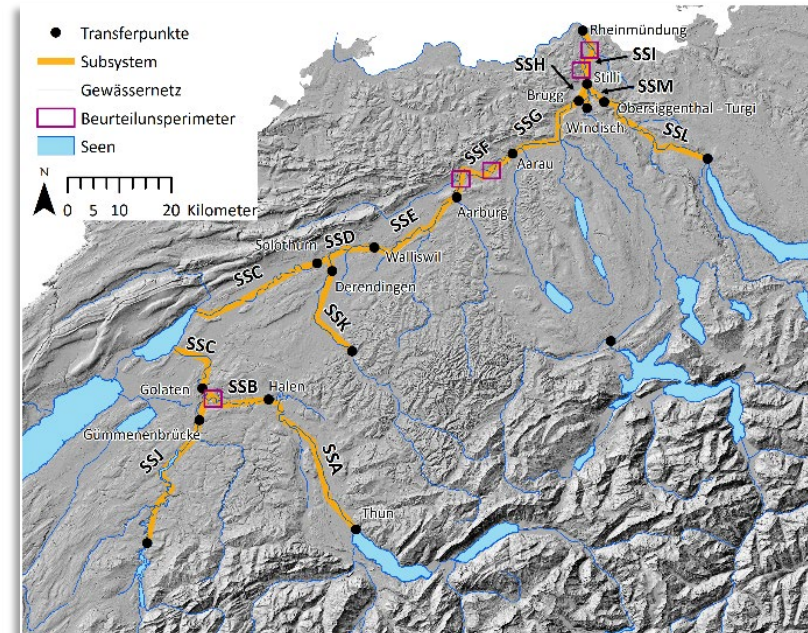 Transferpunkte
Subsystem
Gewässernetz
Beurteilunsperimeter
Seen
N
0 5 10 20 Kilometer
Rheinmündung
SSI
SSH
Stilli
SSM
Brugg
Obersiggenthal - Turgi
Windisch
SSG
SSL
SSF
Aarau
Aarburg
SSE
SSD
Solothurn
Walliswil
SSC
Derendingen
SSK
SSC
Golaten
SSB
Halen
Gümmenenbrücke
SSJ
SSA
Thun